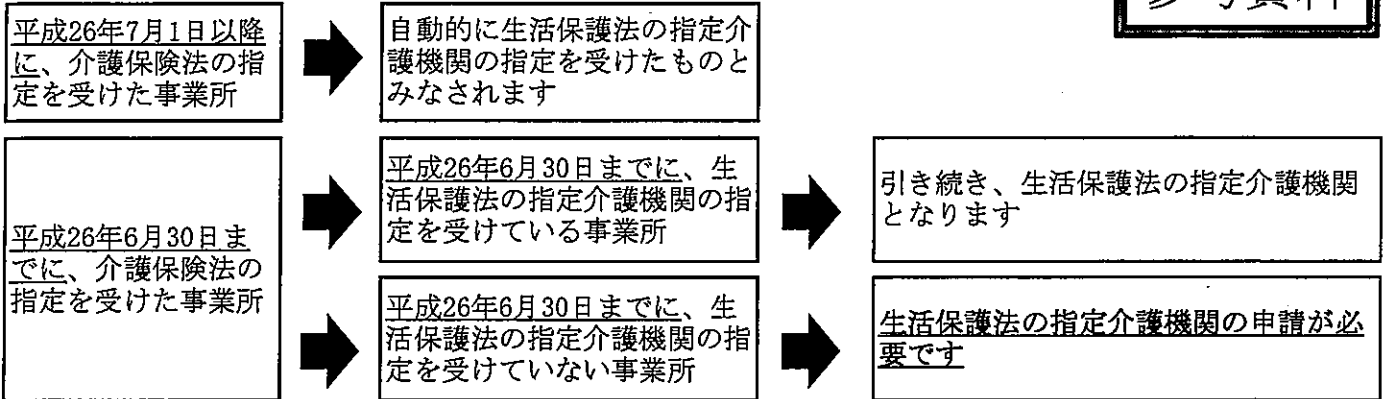 参考資料
平成26年7月1日以降
に、介護保険法の指
定を受けた事業所
自動的に生活保護法の指定介
護機関の指定を受けたものと
みなされます
平成26年6月30日ま
でに、介護保険法の
指定を受けた事業所
平成26年6月30日までに、生
活保護法の指定介護機関の指
定を受けている事業所
引き続き、生活保護法の指定介護機関
となります
平成26年6月30日までに、生
活保護法の指定介護機関の指
定を受けていない事業所
生活保護法の指定介護機関の申請が必
要です